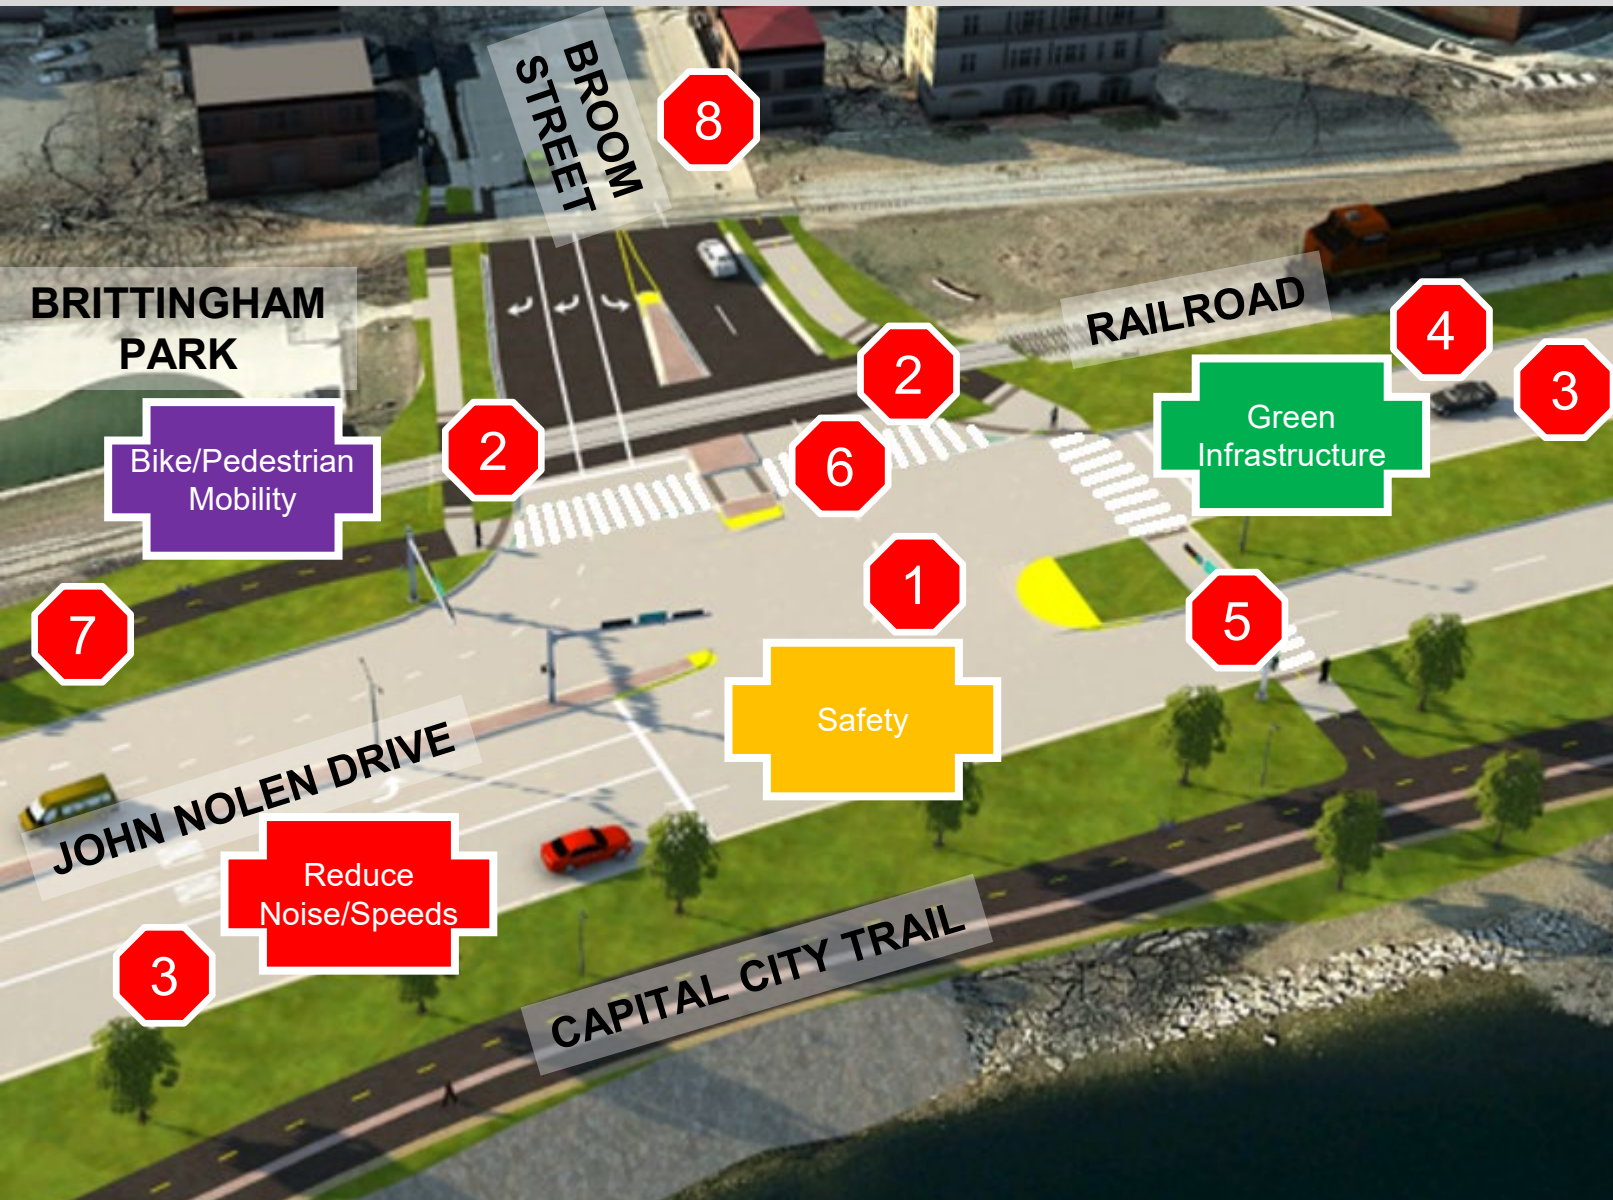 BROOM
STREET
8
BRITTINGHAM
PARK
RAILROAD
4
3
2
Green
Infrastructure
2
6
Bike/Pedestrian
Mobility
1
5
7
Safety
JOHN NOLEN DRIVE
Reduce
Noise/Speeds
3
CAPITAL CITY TRAIL